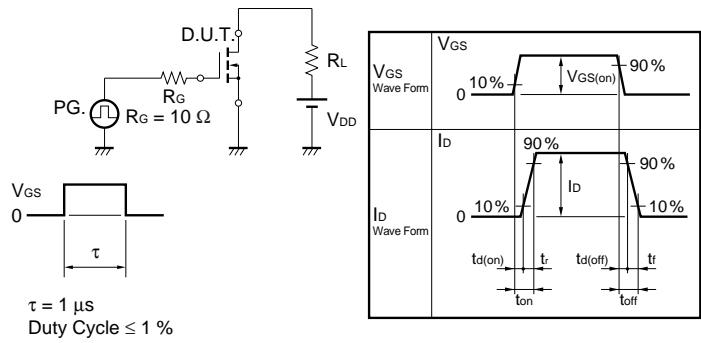 D.U.T.
RL
RG
PG.
RG = 10 Ω
VDD
VGS
0
τ
τ = 1 μs
Duty Cycle ≤ 1 %
VGS
Wave Form
VGS
10 %
0
VGS(on)
90 %
ID
Wave Form
ID
90 %
90 %
ID
10 %
0
10 %
td(on)
tr
td(off)
tf
ton
toff